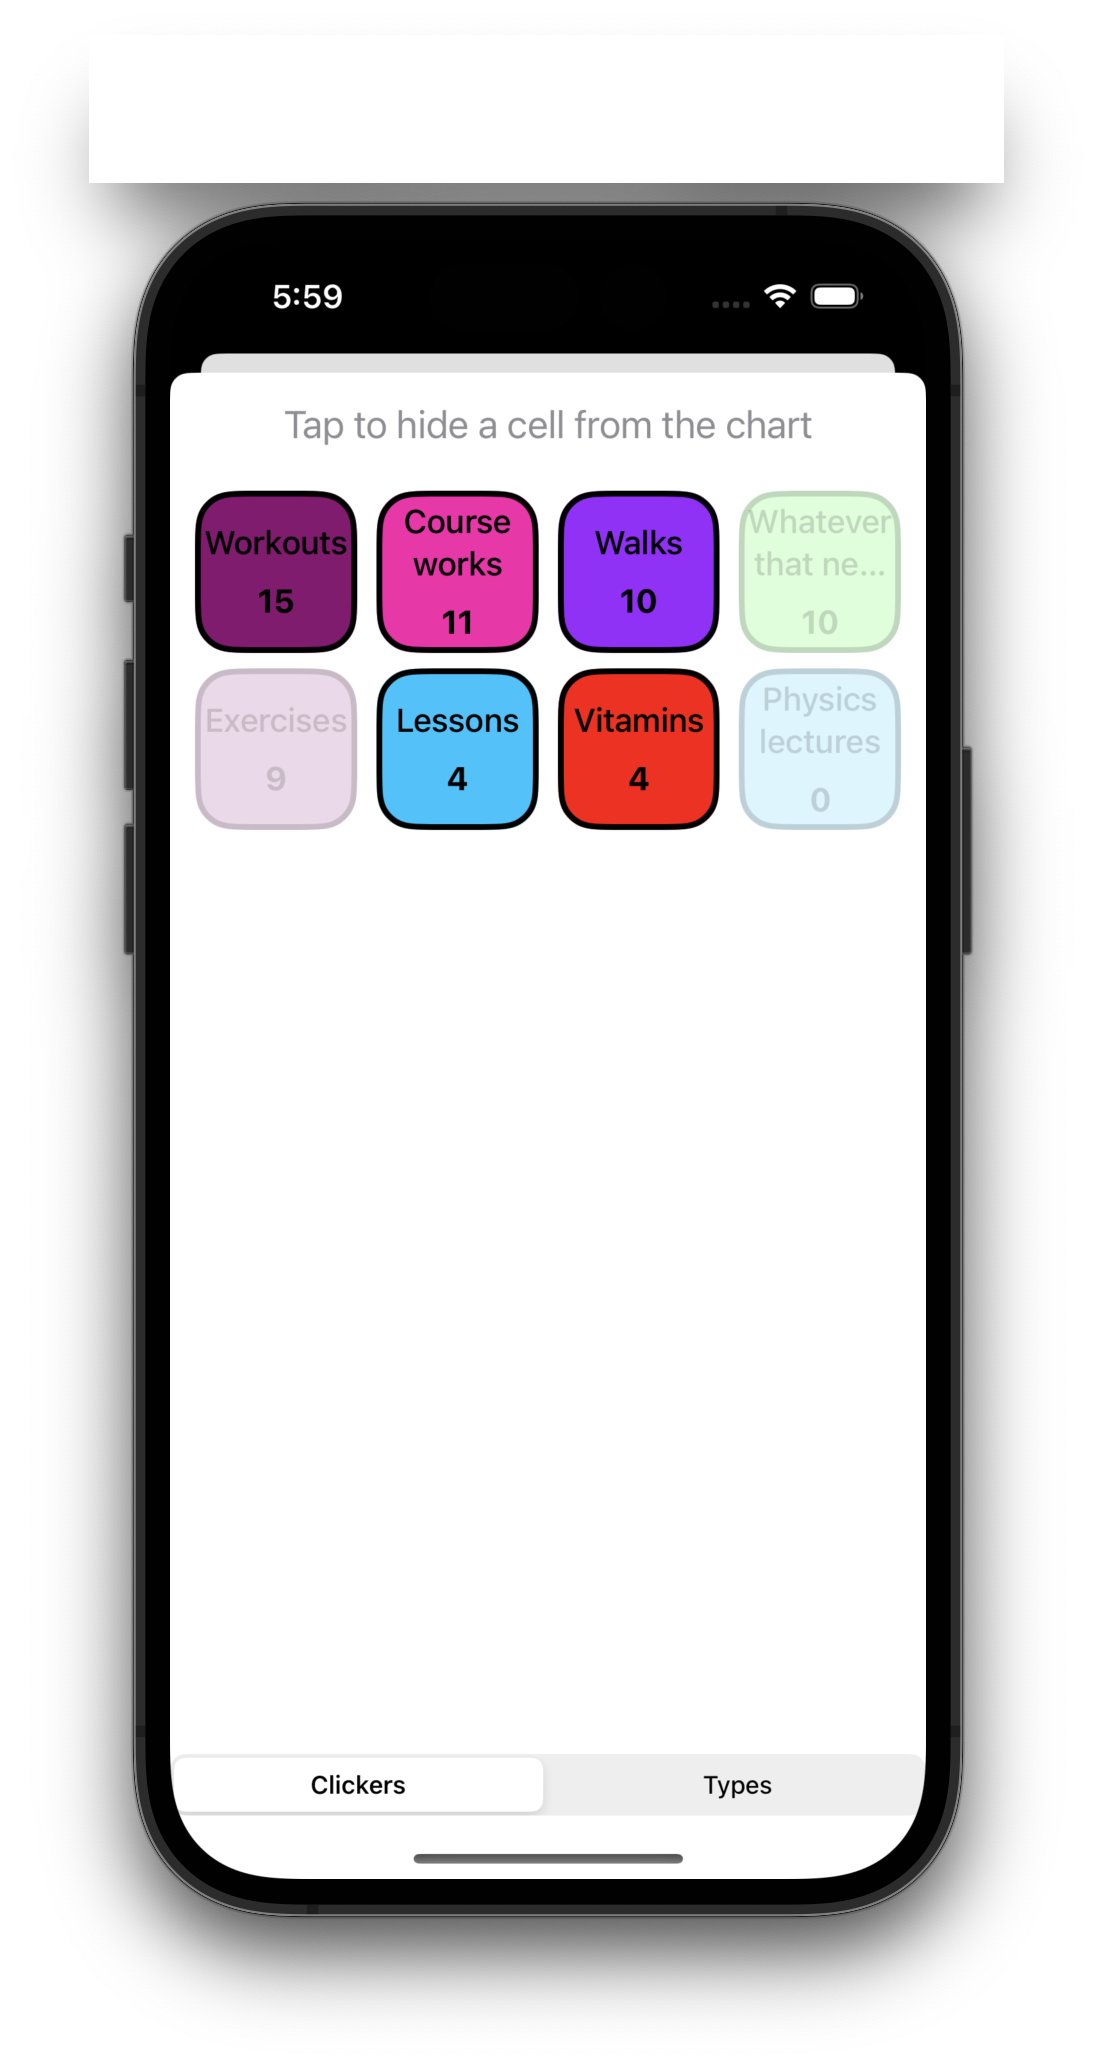 5:59
Tap to hide a cell from the chart
Workouts
15
Course
works
11
Walks
10
Whatever
that ne...
10
Exercises
9
Lessons
4
Vitamins
4
Physics
lectures
0
Clickers
Types